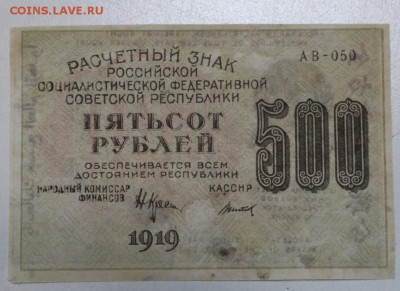 COINS.LAVE.RU
РАСЧЕТНЫЙ ЗНАК
АВ-050
РОССИЙСКОЙ
СОЦИАЛИСТИЧЕСКОЙ ФЕДЕРАТИВНОЙ
СОВЕТСКОЙ РЕСПУБЛИКИ
ПЯТЬСОТ
РУБЛЕЙ
500
ОБЕСПЕЧИВАЕТСЯ ВСЕМ
ДОСТОЯНИЕМ РЕСПУБЛИКИ
НАРОДНЫЙ КОМИССАР
ФИНАНСОВ
КАССИР
1919